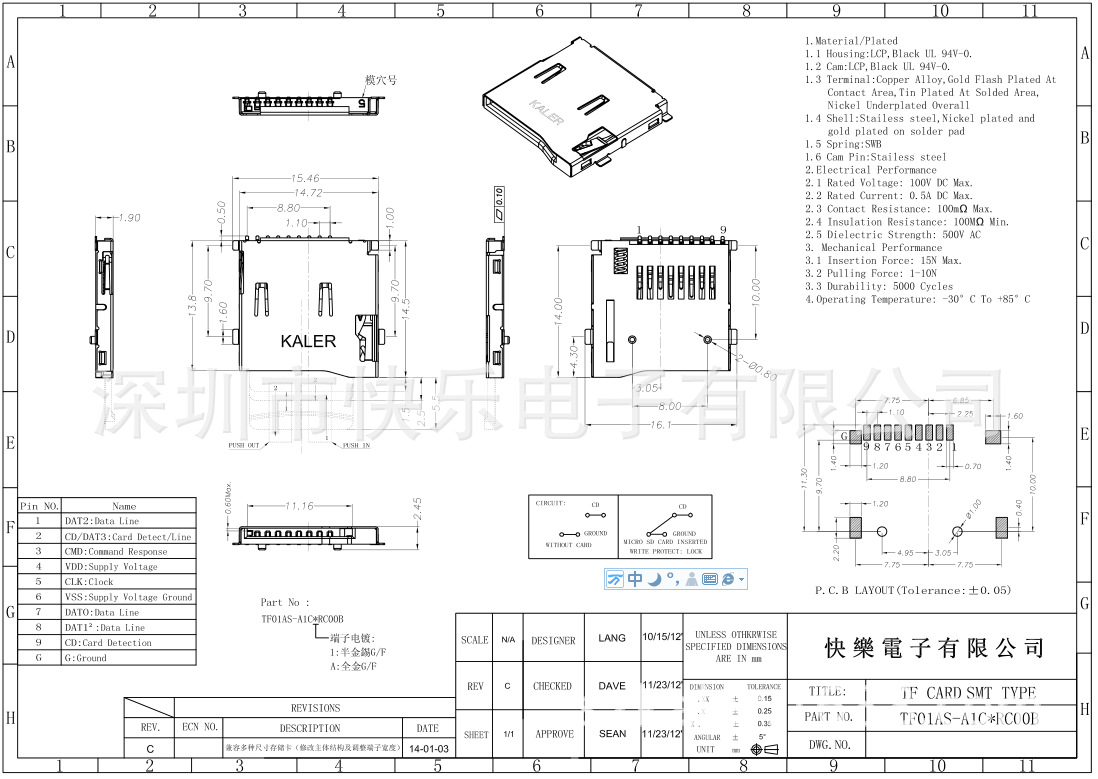 1 2 3 4 5 6 7 8 9 10 11
A
B
C
D
E
F
G
H
A
B
C
D
E
F
G
H
模穴号
5
KALER
1.Material/Plated
1.1 Housing:LCP,Black UL 94V-0.
1.2 Cam:LCP,Black UL 94V-0.
1.3 Terminal:Copper Alloy,Gold Flash Plated At
Contact Area,Tin Plated At Solded Area,
Nickel Underplated Overall
1.4 Shell:Stailess steel,Nickel plated and
gold plated on solder pad
1.5 Spring:SWB
1.6 Cam Pin:Stailess steel
2.Electrical Performance
2.1 Rated Voltage: 100V DC Max.
2.2 Rated Current: 0.5A DC Max.
2.3 Contact Resistance: 100mΩ Max.
2.4 Insulation Resistance: 100MΩ Min.
2.5 Dielectric Strength: 500V AC
3. Mechanical Performance
3.1 Insertion Force: 15N Max.
3.2 Pulling Force: 1-10N
3.3 Durability: 5000 Cycles
4.Operating Temperature: -30°C To +85°C
1.90
15.46
14.72
8.80
1.10
0.50
1.00
13.8
9.70
1.60
9.70
14.5
KALER
2
2
1
1
PUSH OUT
PUSH IN
1.5
2.5
5.5
0.10
1
9
14.00
4.30
10.00
2-Ø0.80
3.05
8.00
16.1
深圳市快乐电子有限公司
7.75
6.85
1.10
2.25
1.60
G
9 8 7 6 5 4 3 2 1
1.40
1.20
0.70
1.40
8.80
11.30
9.70
1.20
Ø1.00
0.40
10.00
2.20
4.95
3.05
7.75
7.75
P.C.B LAYOUT(Tolerance:±0.05)
0.60Max.
11.16
2.45
CIRCUIT:
CD
GROUND
WITHOUT CARD
CD
GROUND
MICRO SD CARD INSERTED
WRITE PROTECT: LOCK
中
Pin NO. Name
1 DAT2:Data Line
2 CD/DAT3:Card Detect/Line
3 CMD:Command Response
4 VDD:Supply Voltage
5 CLK:Clock
6 VSS:Supply Voltage Ground
7 DAT0:Data Line
8 DAT1²:Data Line
9 CD:Card Detection
G G:Ground
Part No :
TF01AS-A1C*RC00B
端子电镀:
1:半金錫G/F
A:全金G/F
REVISIONS
REV. ECN NO. DESCRIPTION DATE
C 兼容多种尺寸存储卡（修改主体结构及调整端子宽度） 14-01-03
SCALE N/A DESIGNER LANG 10/15/12'
REV C CHECKED DAVE 11/23/12'
SHEET 1/1 APPROVE SEAN 11/23/12'
UNLESS OTHKRWISE
SPECIFIED DIMENSIONS
ARE IN mm
DIMENSION TOLERANCE
.XX ± 0.15
.X ± 0.25
X. ± 0.35
ANGULAR ± 5°
UNIT mm
快樂電子有限公司
TITLE: TF CARD SMT TYPE
PART NO. TF01AS-A1C*RC00B
DWG.NO.
1 2 3 4 5 6 7 8 9 10 11